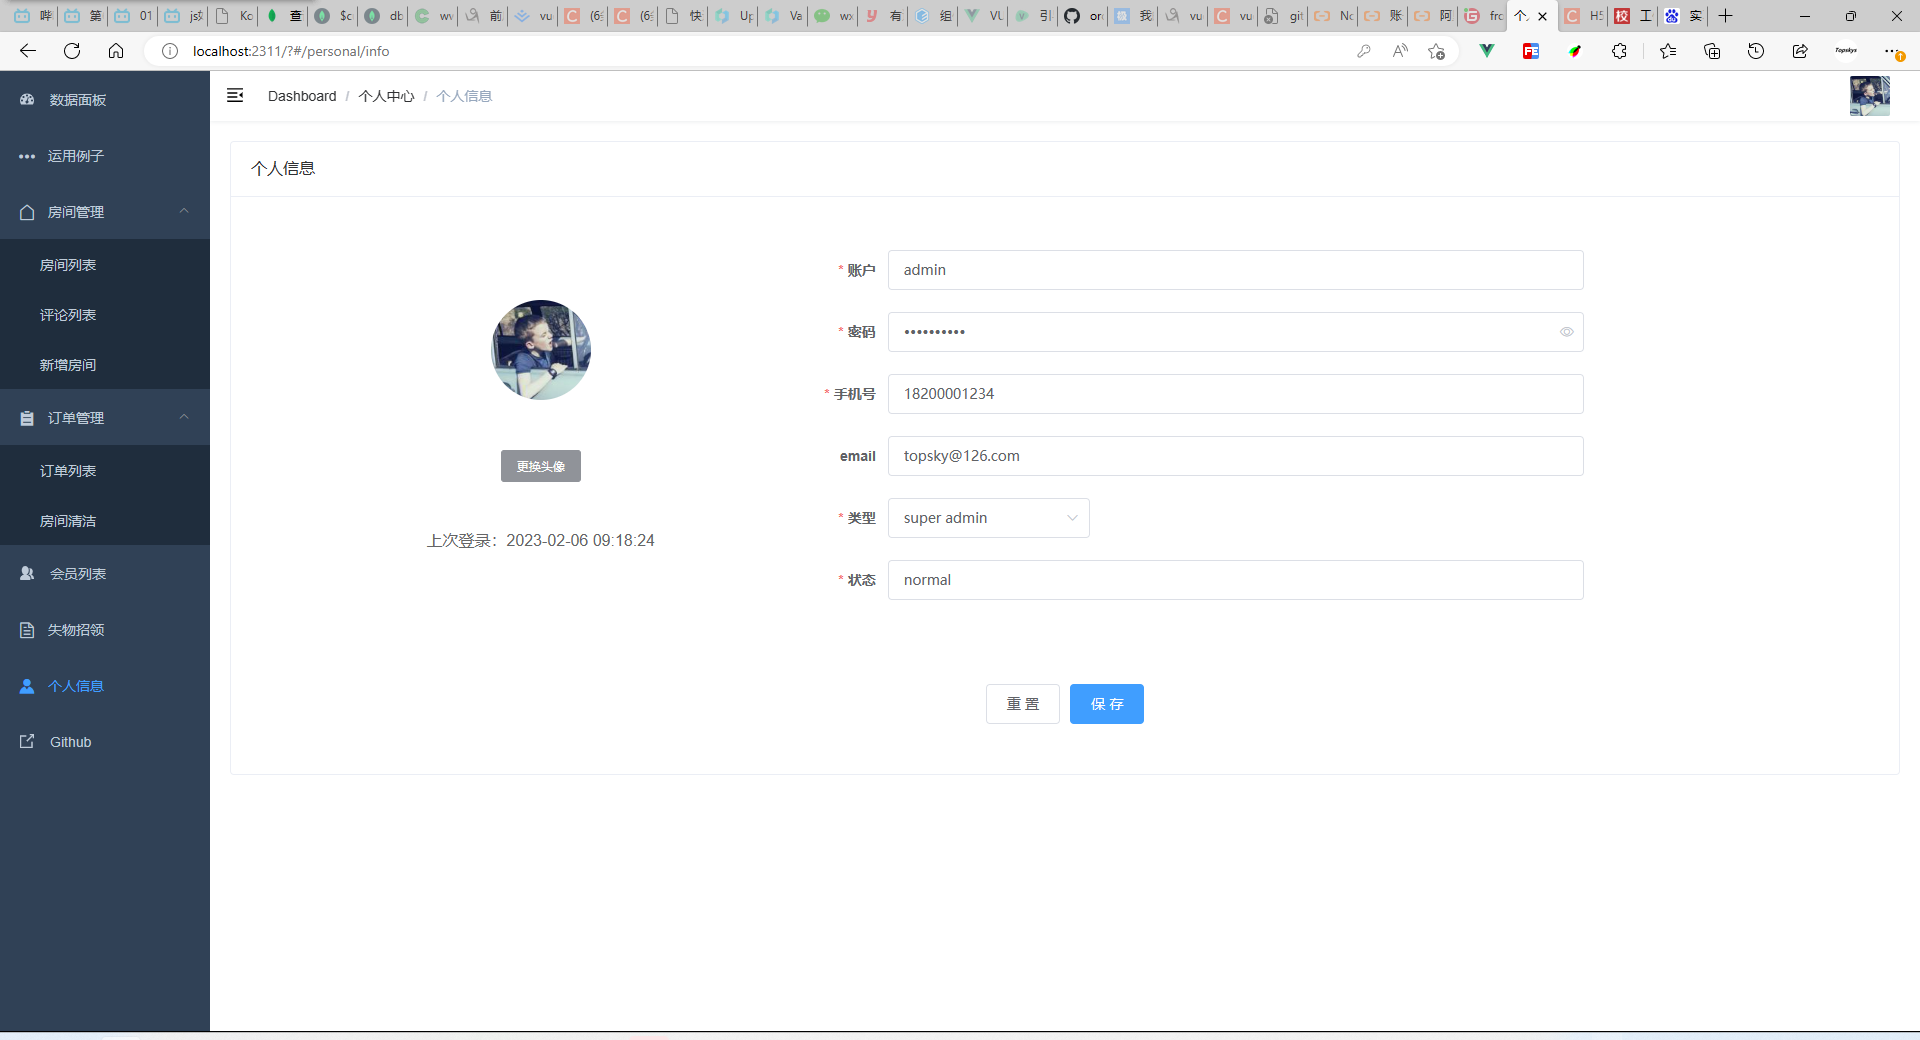 第
01
Kc
查
$c
db
wv
前
vu
(6
(6
快
Up
Va
wx
有
组
VU
引
我
vu
vu
git
Nc
账
阿
frc
个
H5
工
实
localhost:2311/?#/personal/info
Topskys
数据面板
运用例子
房间管理
房间列表
评论列表
新增房间
订单管理
订单列表
房间清洁
会员列表
失物招领
个人信息
Github
Dashboard / 个人中心 / 个人信息
个人信息
更换头像
上次登录：2023-02-06 09:18:24
* 账户 admin
* 密码 ••••••••••
* 手机号 18200001234
email topsky@126.com
* 类型 super admin
* 状态 normal
重 置 保 存